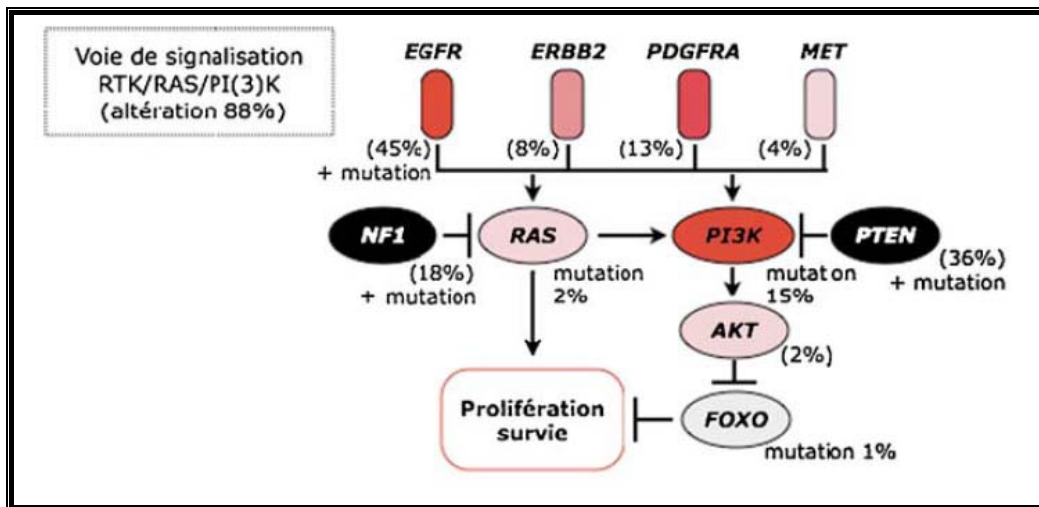 Voie de signalisation
RTK/RAS/PI(3)K
(altération 88%)
EGFR
ERBB2
PDGFRA
MET
(45%)
+ mutation
(8%)
(13%)
(4%)
NF1
RAS
PI3K
PTEN
(18%)
+ mutation
mutation
2%
mutat on
15%
(36%)
+ mutation
AKT
(2%)
Prolifération
survie
FOXO
mutation 1%